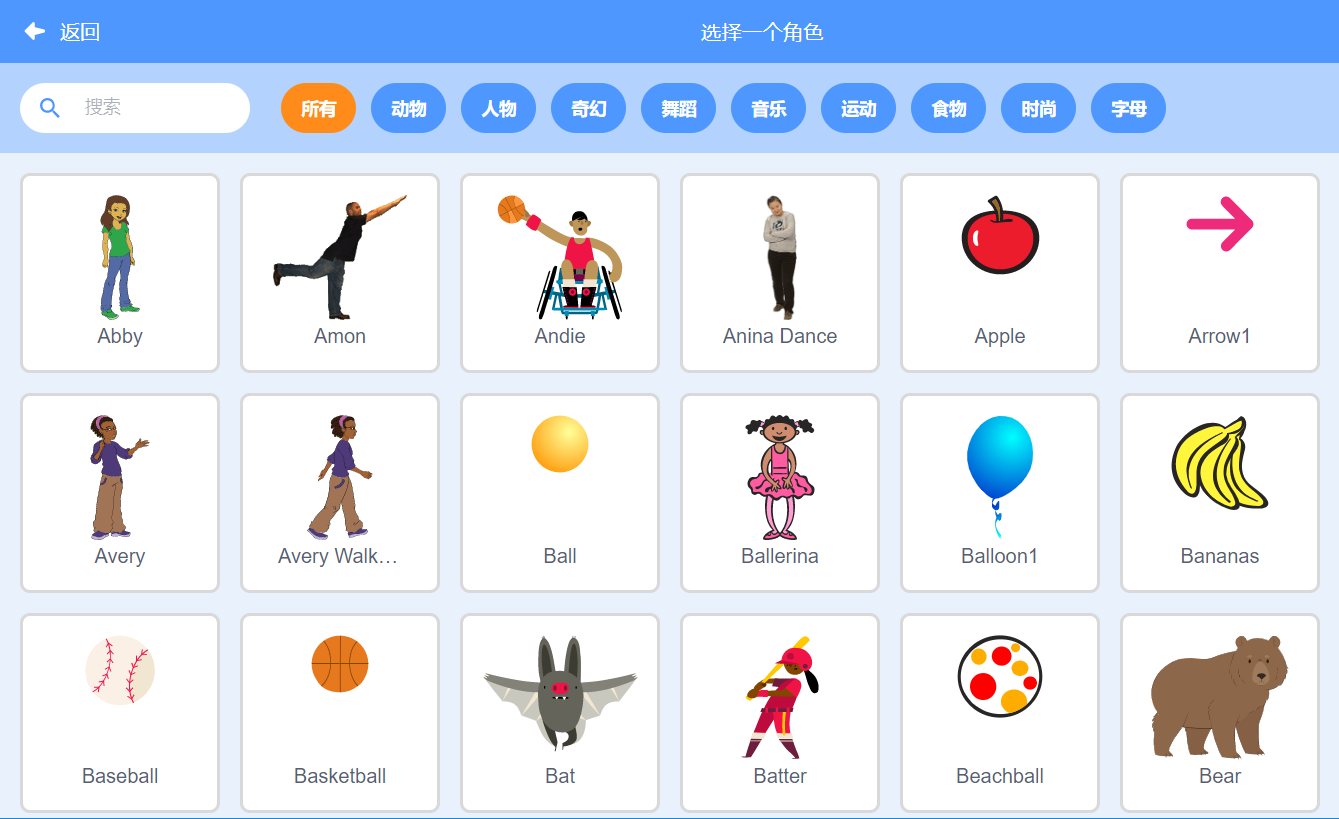 返回
选择一个角色
搜索
所有
动物
人物
奇幻
舞蹈
音乐
运动
食物
时尚
字母
Abby
Amon
Andie
Anina Dance
Apple
Arrow1
Avery
Avery Walk...
Ball
Ballerina
Balloon1
Bananas
Baseball
Basketball
Bat
Batter
Beachball
Bear